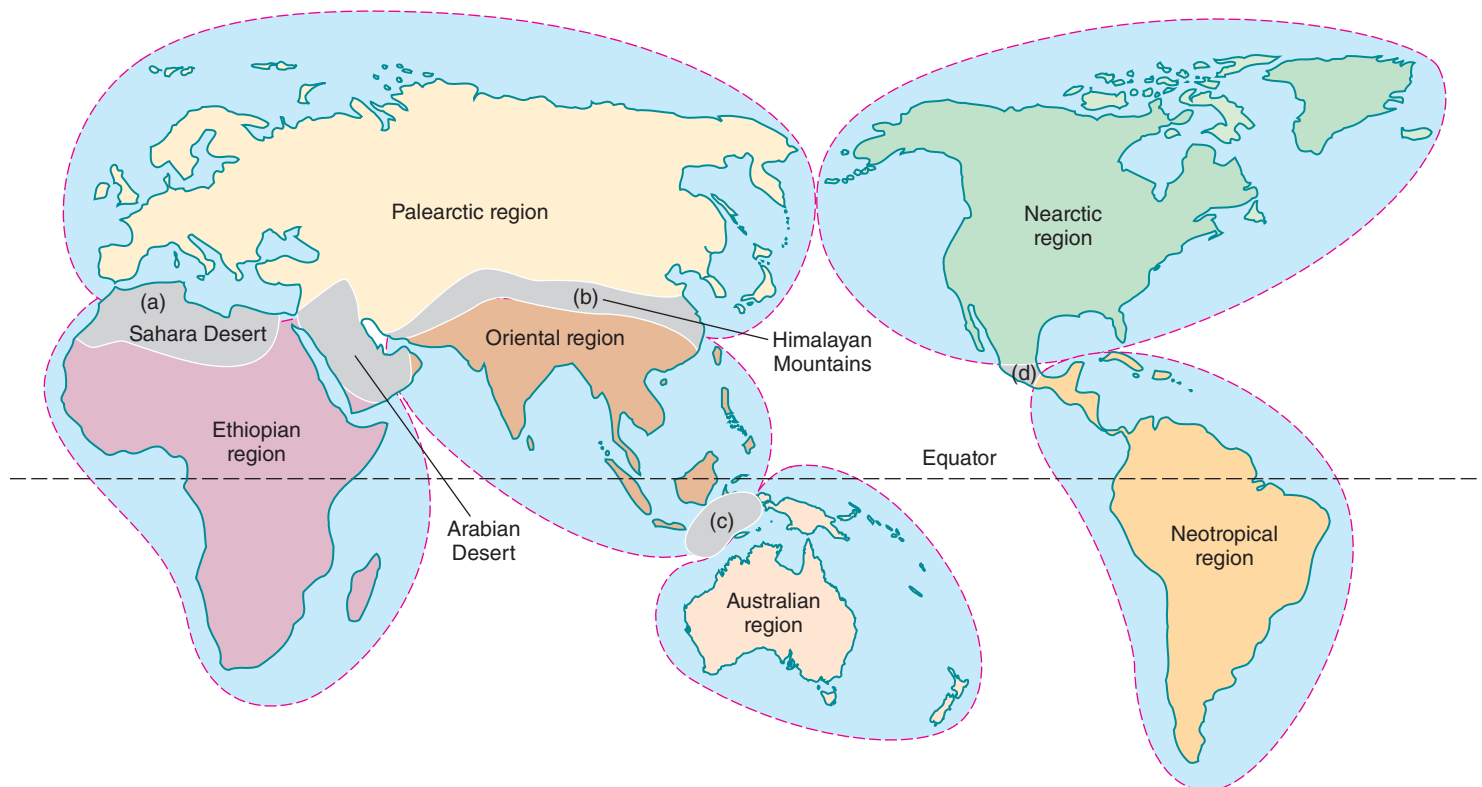 Palearctic region
Nearctic
region
(a)
Sahara Desert
(b)
Oriental region
Himalayan
Mountains
(d)
Ethiopian
region
Equator
Arabian
Desert
(c)
Neotropical
region
Australian
region